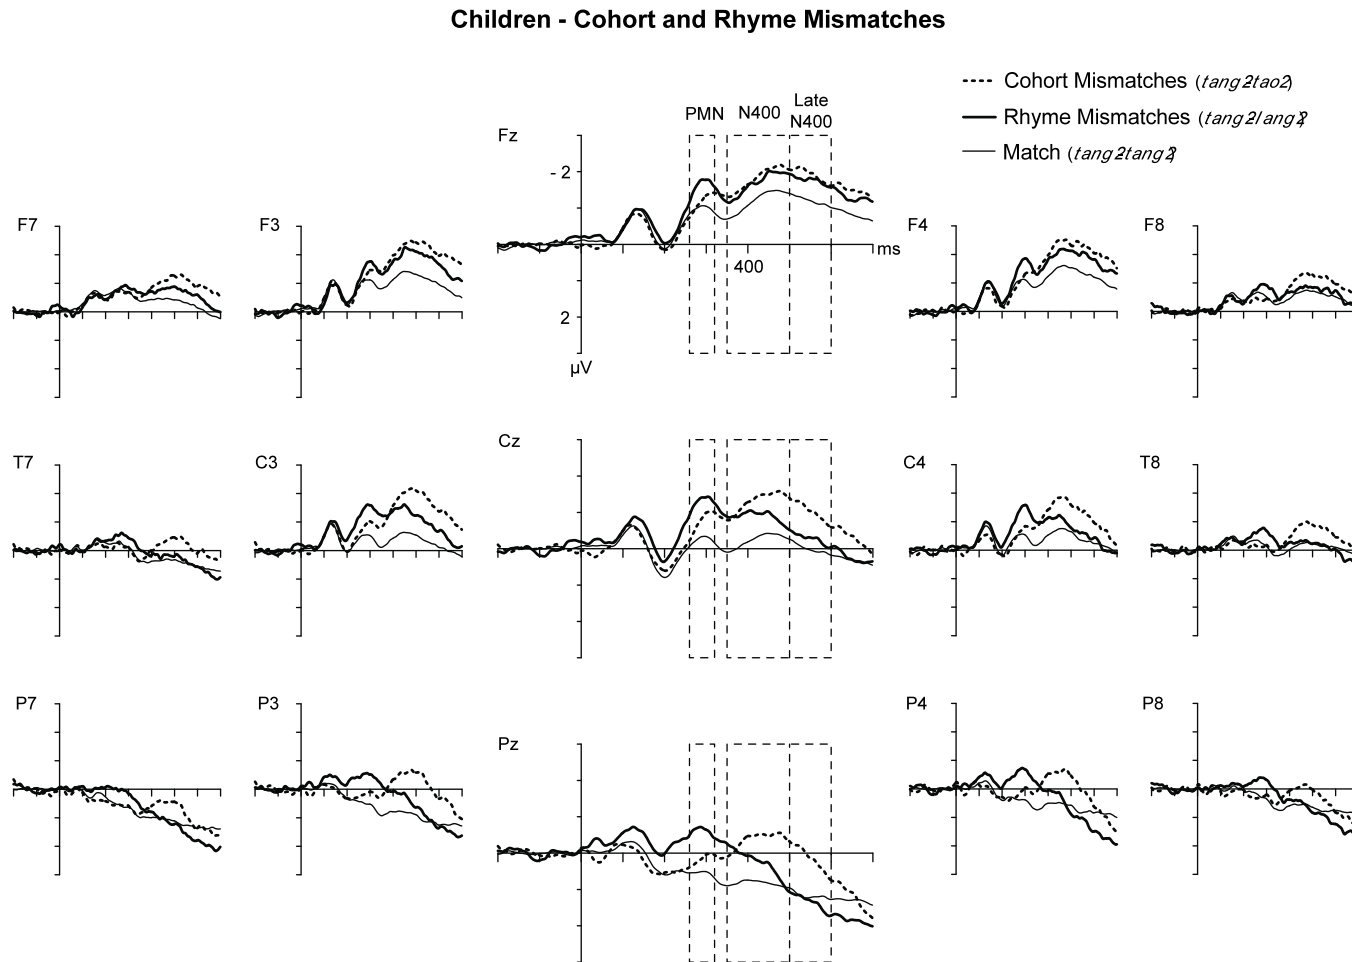 Children - Cohort and Rhyme Mismatches
Cohort Mismatches (tang2tao2)
Rhyme Mismatches (tang2lang2)
Match (tang2tang2)
PMN N400 Late N400
Fz
- 2
2
µV
400
ms
F7
F3
F4
F8
T7
C3
Cz
C4
T8
P7
P3
Pz
P4
P8